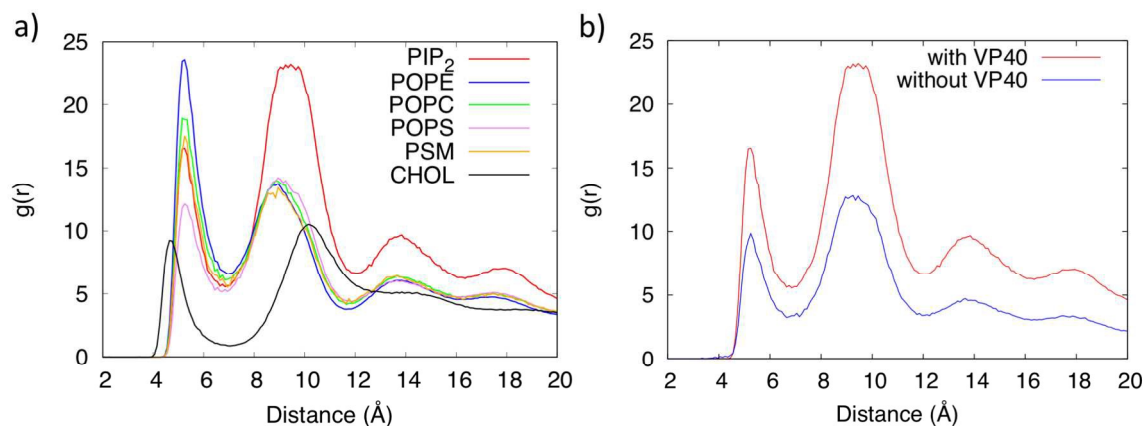 a)
25
20
15
10
5
0
g(r)
PIP2
POPE
POPC
POPS
PSM
CHOL
2 4 6 8 10 12 14 16 18 20
Distance (Å)
b)
25
20
15
10
5
0
g(r)
with VP40
without VP40
2 4 6 8 10 12 14 16 18 20
Distance (Å)